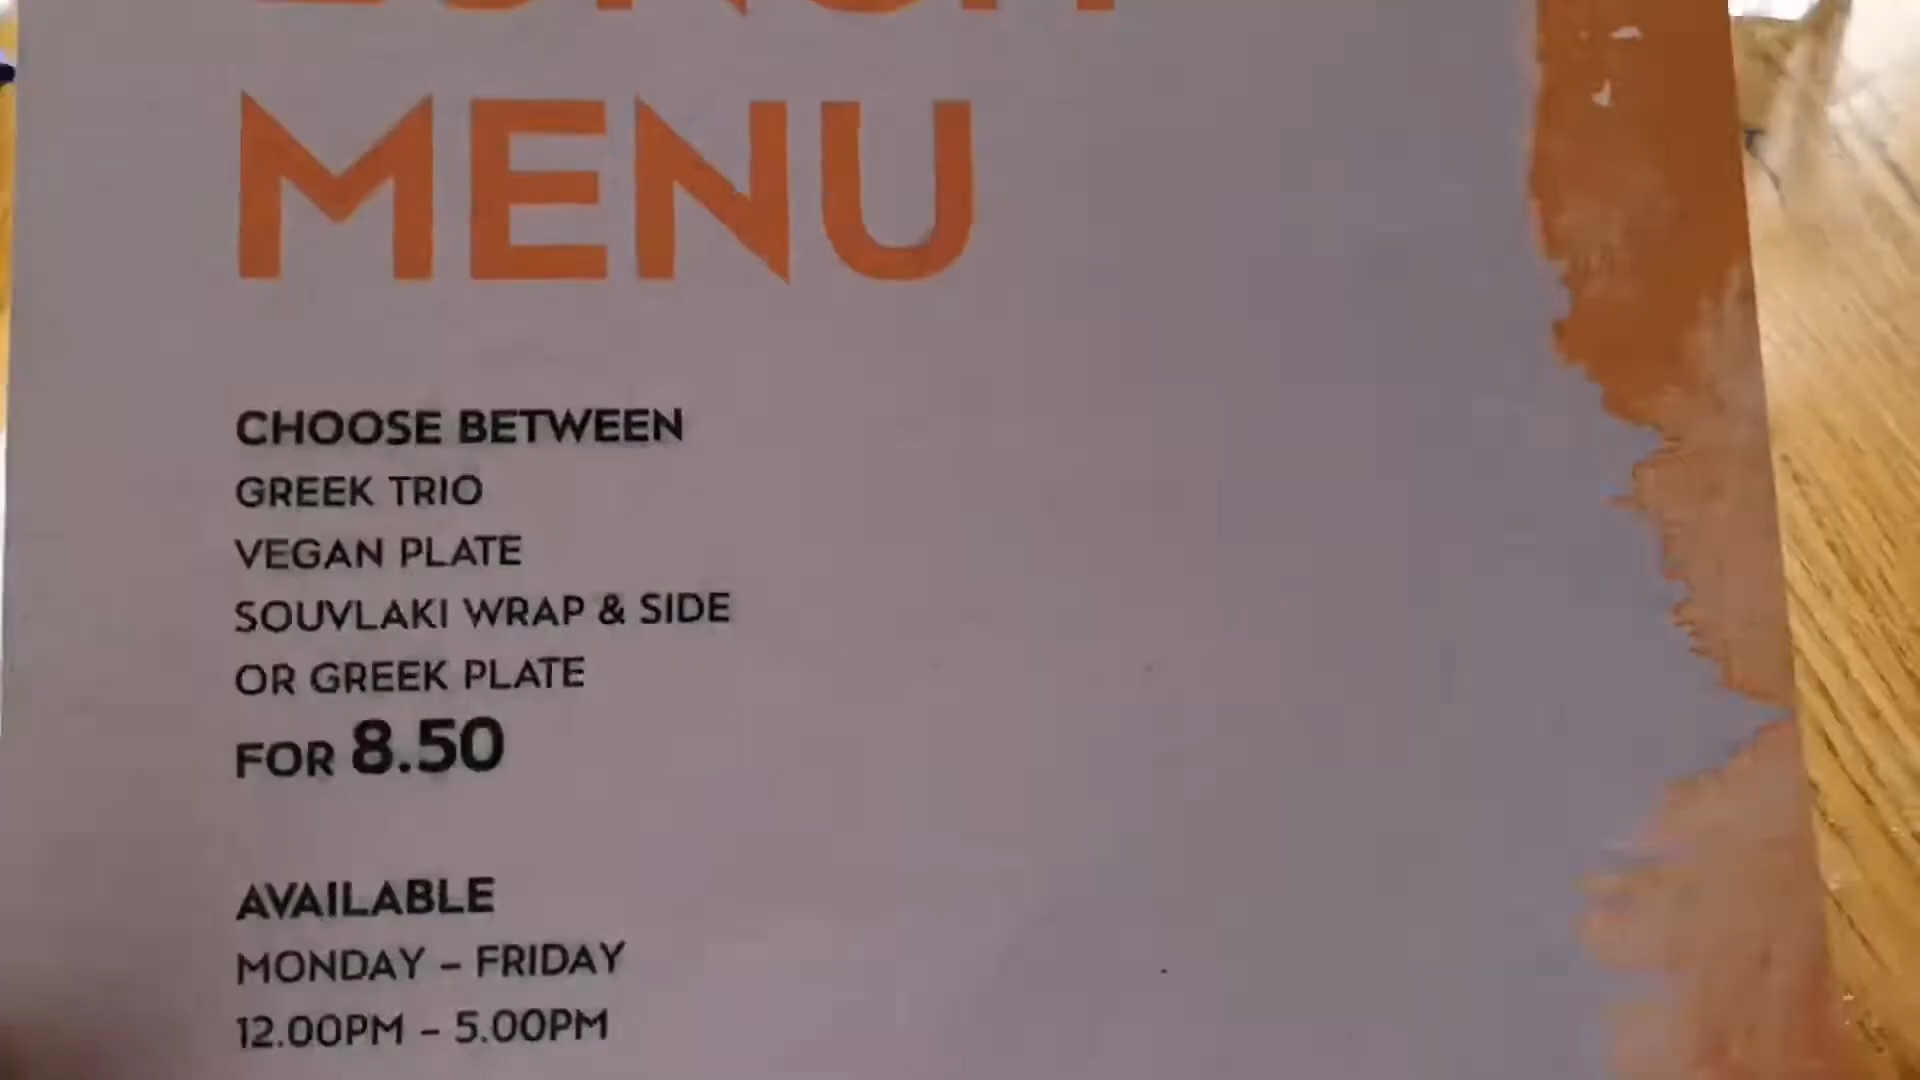 LUNCH
MENU
CHOOSE BETWEEN
GREEK TRIO
VEGAN PLATE
SOUVLAKI WRAP & SIDE
OR GREEK PLATE
FOR 8.50
AVAILABLE
MONDAY – FRIDAY
12.00PM – 5.00PM